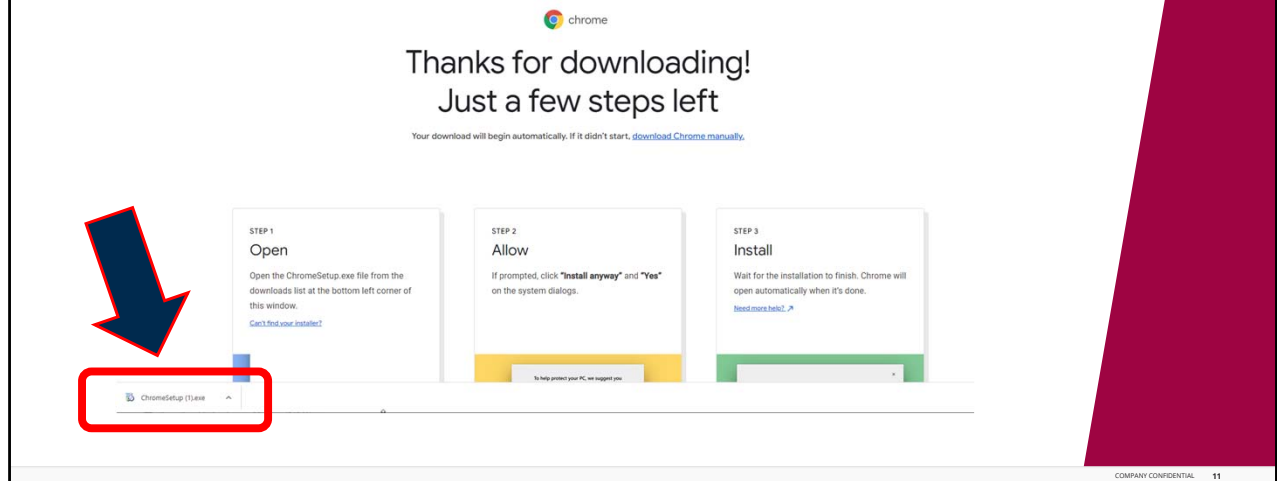 chrome
Thanks for downloading!
Just a few steps left
Your download will begin automatically. If it didn't start, download Chrome manually.
STEP 1
Open
Open the ChromeSetup.exe file from the
downloads list at the bottom left corner of
this window.
Can't find your installer?
STEP 2
Allow
If prompted, click "Install anyway" and "Yes"
on the system dialogs.
To help protect your PC, we suggest you
STEP 3
Install
Wait for the installation to finish. Chrome will
open automatically when it's done.
Need more help?
ChromeSetup (1).exe
COMPANY CONFIDENTIAL 11